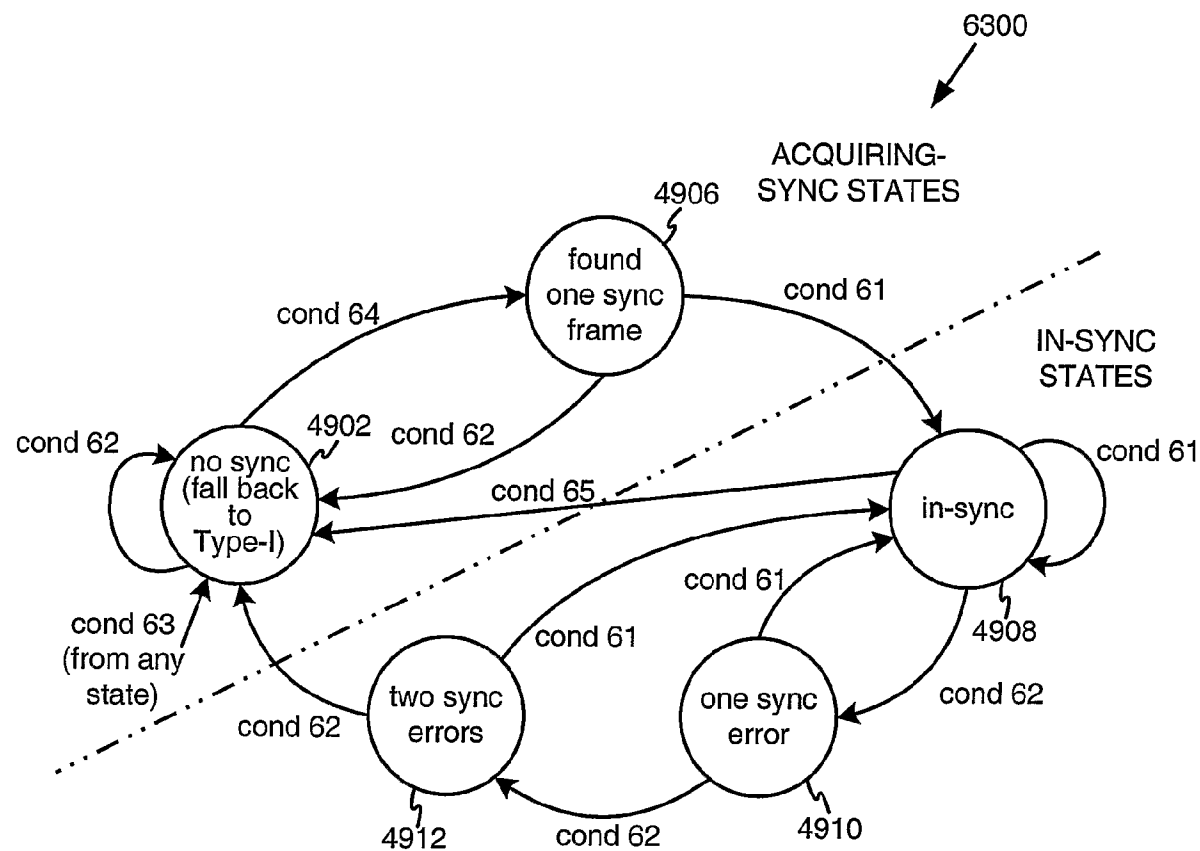 6300
ACQUIRING-
SYNC STATES
4906
found
one sync
frame
cond 61
cond 64
IN-SYNC
STATES
4902
cond 62
cond 62
no sync
(fall back
to
Type-I)
cond 65
cond 61
in-sync
cond 61
cond 63
(from any
state)
cond 61
4908
cond 62
two sync
errors
one sync
error
cond 62
cond 62
4912
4910